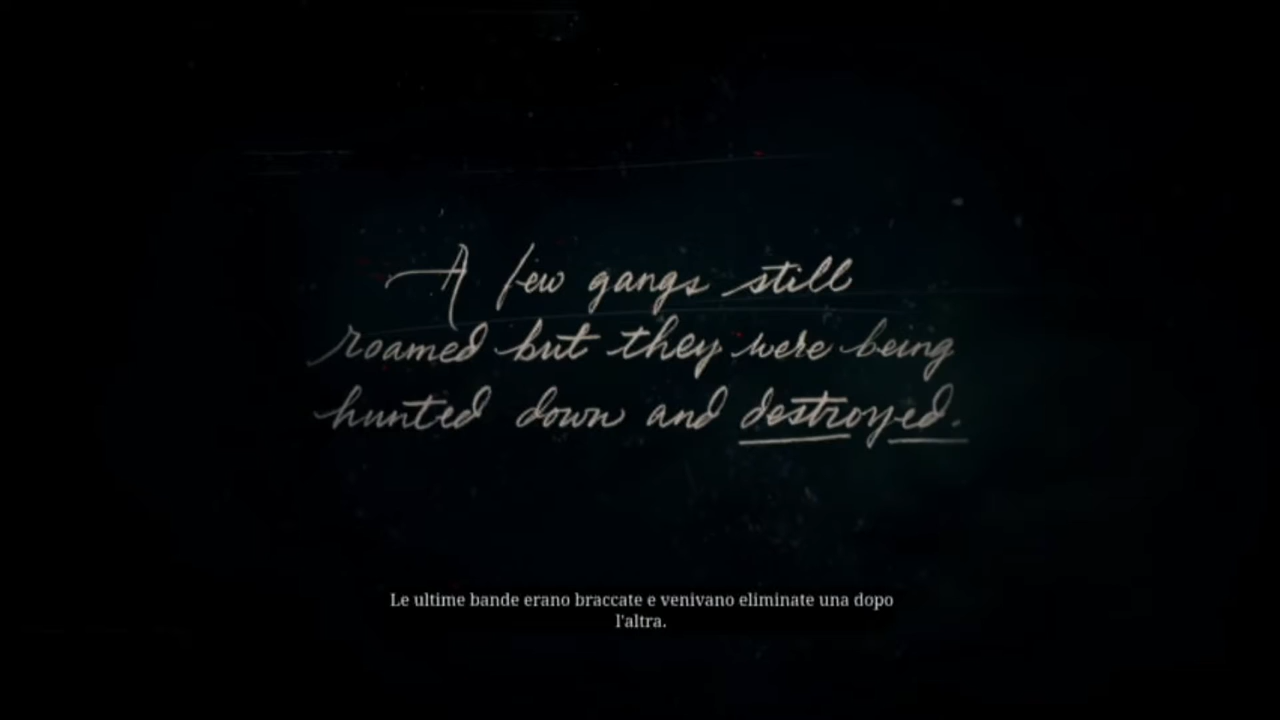 A few gangs still
roamed but they were being
hunted down and destroyed.
Le ultime bande erano braccate e venivano eliminate una dopo
l'altra.